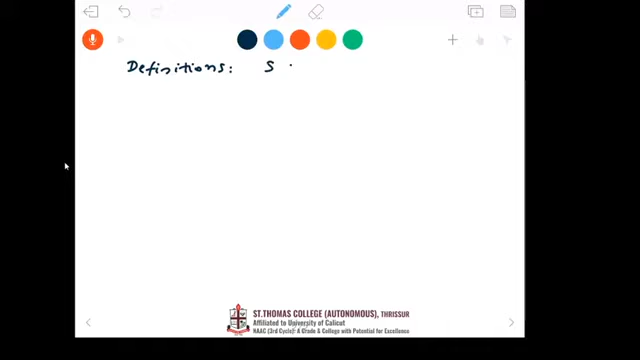 Definitions: S
ST.THOMAS COLLEGE (AUTONOMOUS), THRISSUR
Affiliated to University of Calicut
NAAC (3rd Cycle): A Grade & College with Potential for Excellence